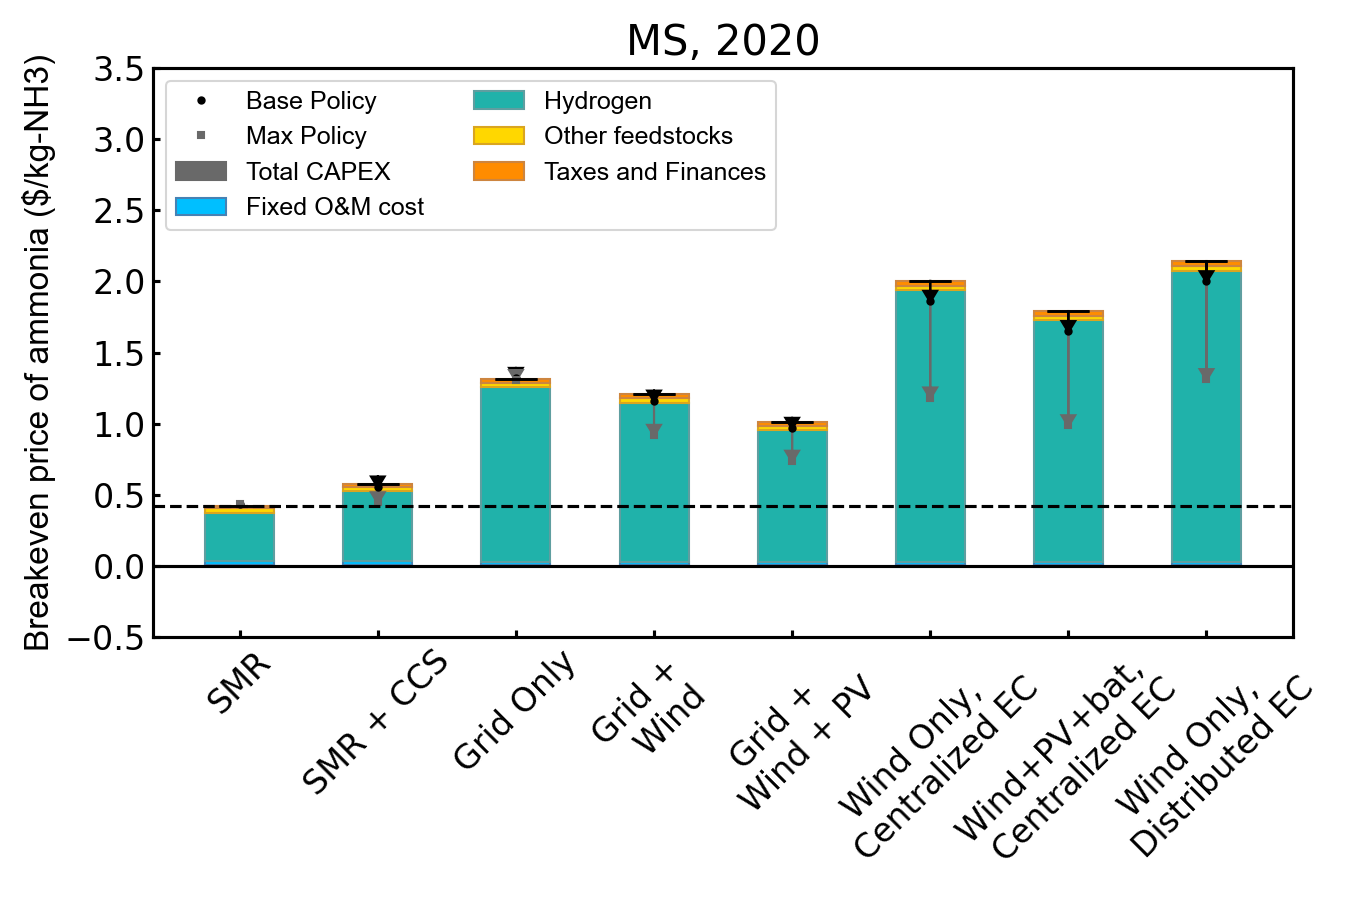 MS, 2020
Breakeven price of ammonia ($/kg-NH3)
3.5
3.0
2.5
2.0
1.5
1.0
0.5
0.0
−0.5
Base Policy
Max Policy
Total CAPEX
Fixed O&M cost
Hydrogen
Other feedstocks
Taxes and Finances
SMR
SMR + CCS
Grid Only
Grid +
Wind
Grid +
Wind + PV
Wind Only,
Centralized EC
Wind+PV+bat,
Centralized EC
Wind Only,
Distributed EC